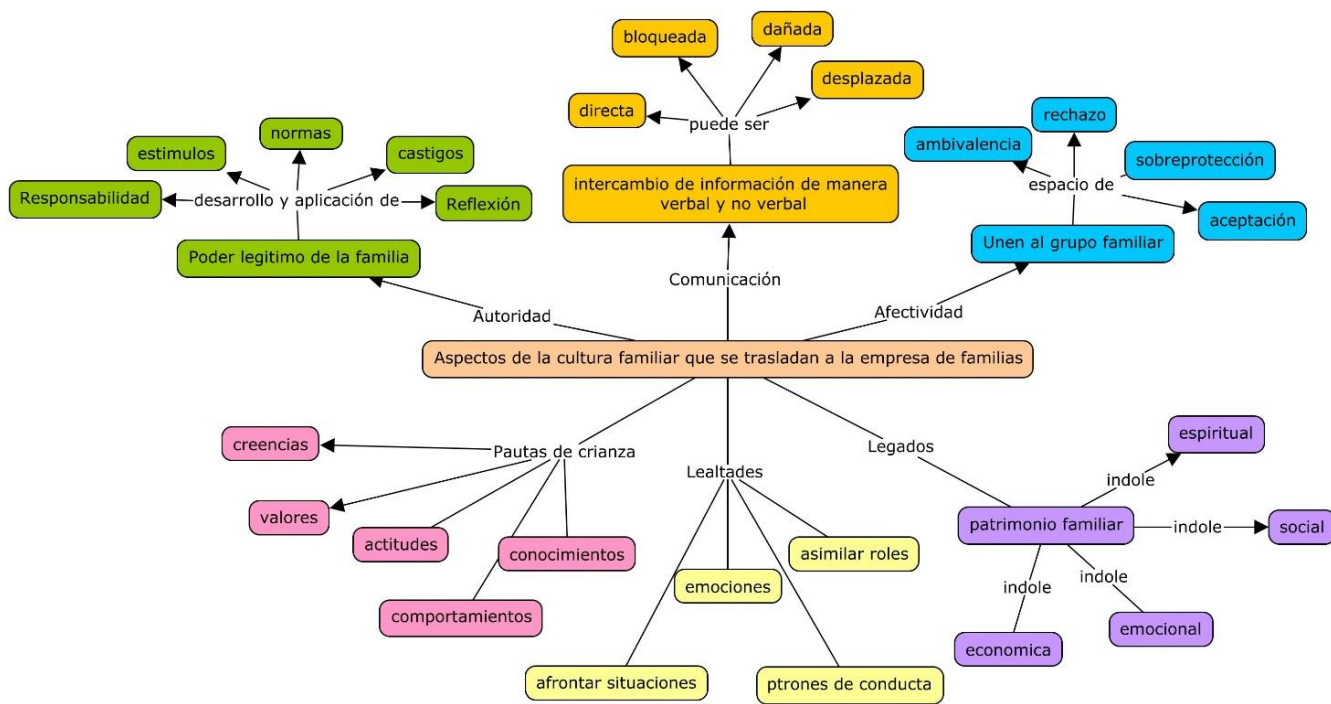 dañada
bloqueada
desplazada
directa
puede ser
normas
estimulos
castigos
Responsabilidad
desarrollo y aplicación de
Reflexión
Poder legitimo de la familia
intercambio de información de manera
verbal y no verbal
rechazo
ambivalencia
sobreprotección
espacio de
aceptación
Unen al grupo familiar
Autoridad
Comunicación
Afectividad
Aspectos de la cultura familiar que se trasladan a la empresa de familias
Pautas de crianza
creencias
valores
actitudes
conocimientos
comportamientos
Lealtades
asimilar roles
emociones
afrontar situaciones
ptrones de conducta
Legados
espiritual
indole
patrimonio familiar
indole
social
indole
indole
emocional
economica